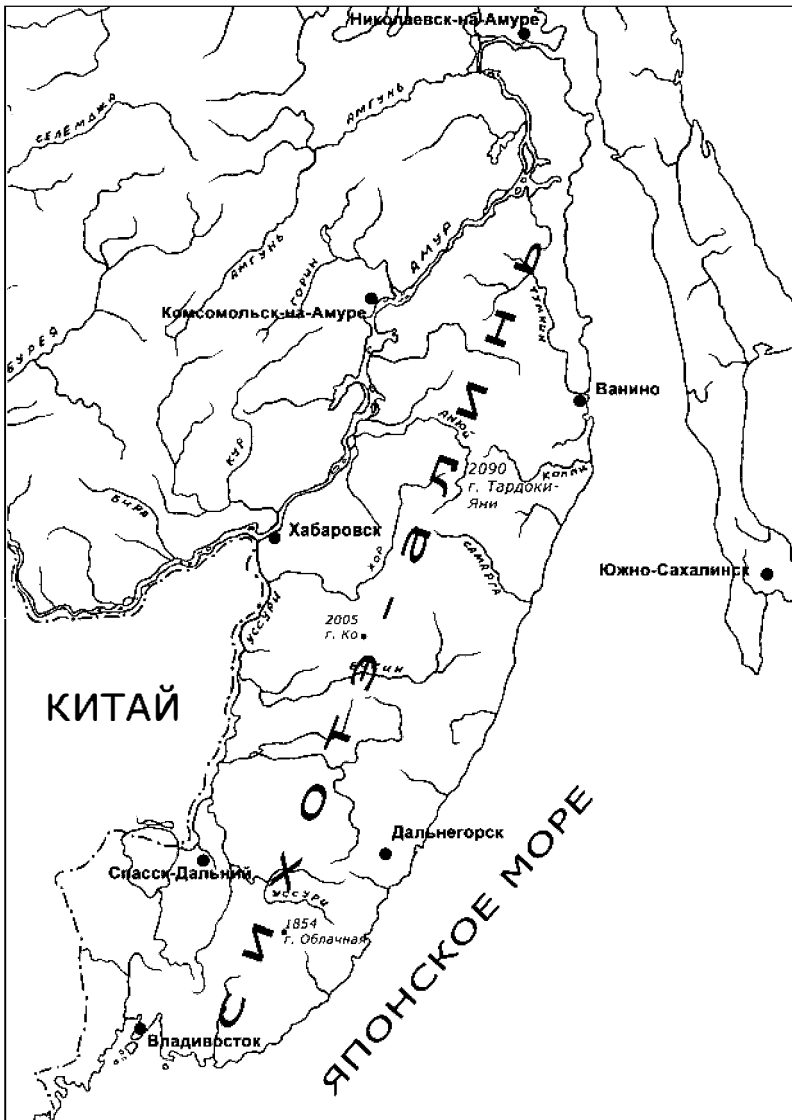 Николаевск-на-Амуре
СЕЛЕМДЖА
АМГУНЬ
АМГУНЬ
ГОРИН
АМУР
Комсомольск-на-Амуре
ТУМНИН
БУРЕЯ
Ванино
АНЮЙ
КУР
2090
г. Тардоки-
Яни
КОППИ
БИРА
Хабаровск
ХОР
САМАРГА
Южно-Сахалинск
УССУРИ
2005
г. Ко
БИКИН
КИТАЙ
СИХОТЭ-АЛИНЬ
Дальнегорск
Спасск-Дальний
УССУРИ
1854
г. Облачная
ЯПОНСКОЕ МОРЕ
Владивосток